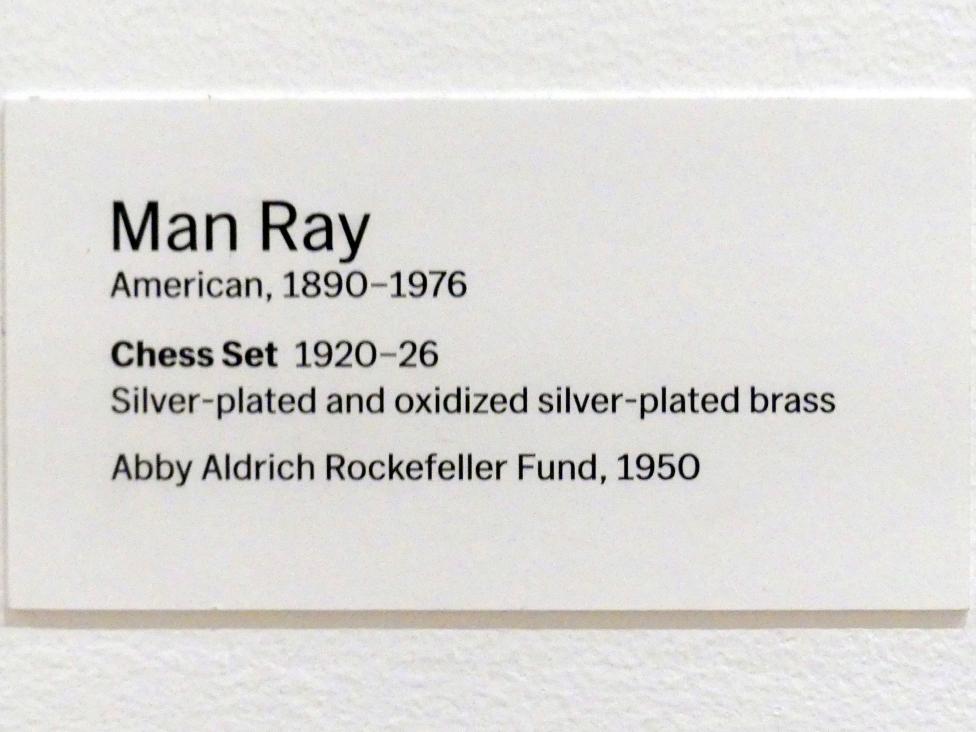 Man Ray
American, 1890–1976
Chess Set 1920–26
Silver-plated and oxidized silver-plated brass
Abby Aldrich Rockefeller Fund, 1950